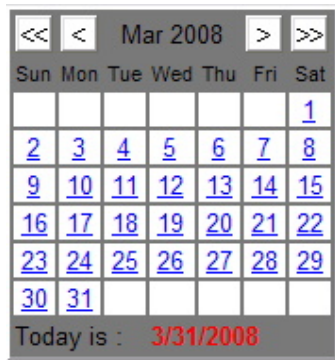 << < Mar 2008 > >>
Sun Mon Tue Wed Thu Fri Sat
1
2 3 4 5 6 7 8
9 10 11 12 13 14 15
16 17 18 19 20 21 22
23 24 25 26 27 28 29
30 31
Today is : 3/31/2008